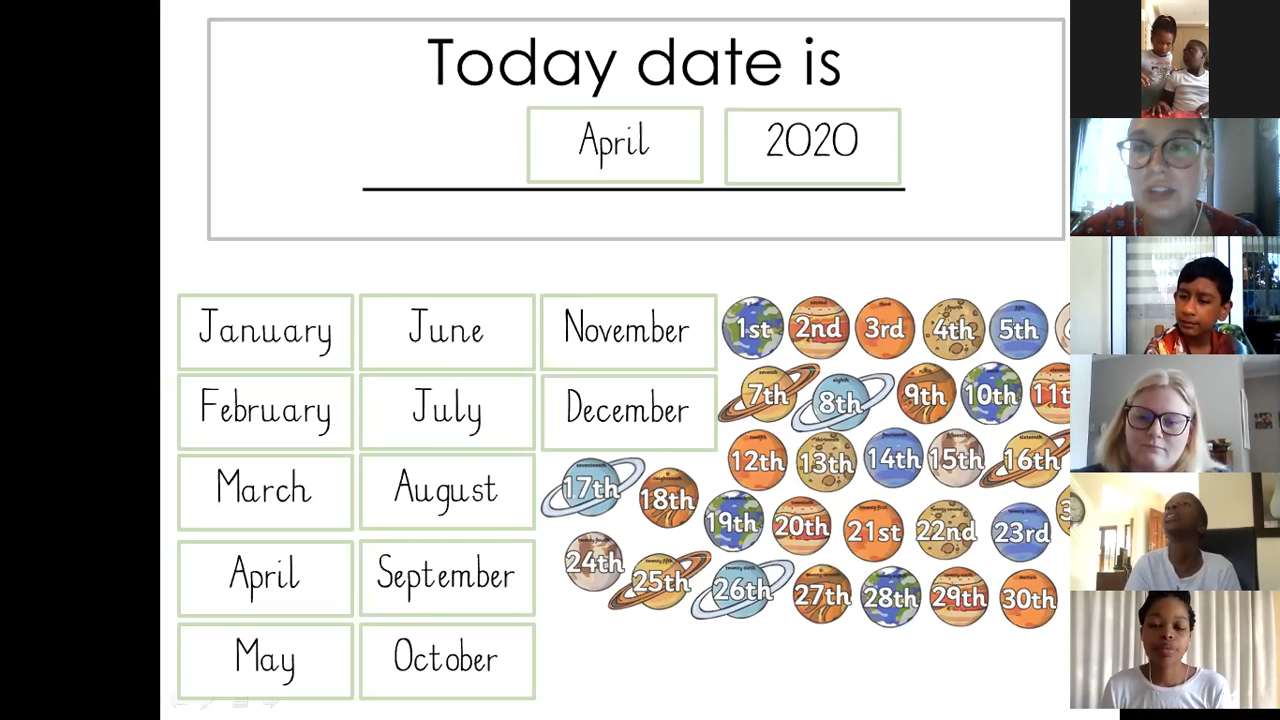 Today date is
April 2020
January June November
February July December
March August
April September
May October
1st 2nd 3rd 4th 5th
7th 8th 9th 10th 11t
12th 13th 14th 15th 16th
17th 18th 19th 20th 21st 22nd 23rd
24th 25th 26th 27th 28th 29th 30th